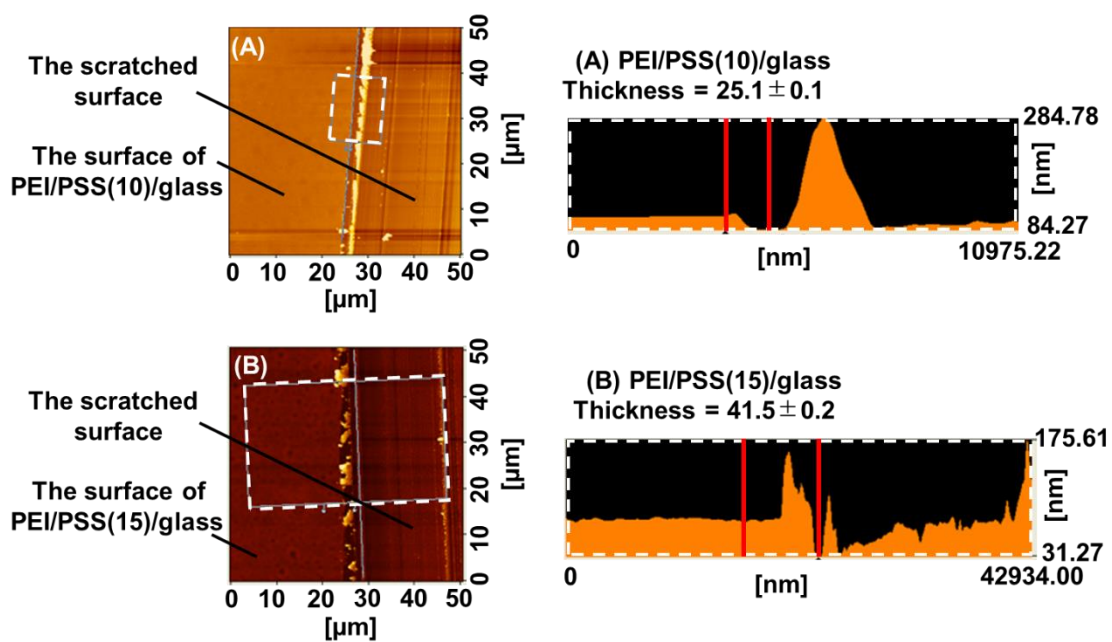 (A)
The scratched
surface
The surface of
PEI/PSS(10)/glass
0 10 20 30 40 50
[μm]
0 10 20 30 40 50
[μm]
(A) PEI/PSS(10)/glass
Thickness = 25.1±0.1
284.78
[nm]
84.27
0
[nm]
10975.22
(B)
The scratched
surface
The surface of
PEI/PSS(15)/glass
0 10 20 30 40 50
[μm]
0 10 20 30 40 50
[μm]
(B) PEI/PSS(15)/glass
Thickness = 41.5±0.2
175.61
[nm]
31.27
0
[nm]
42934.00